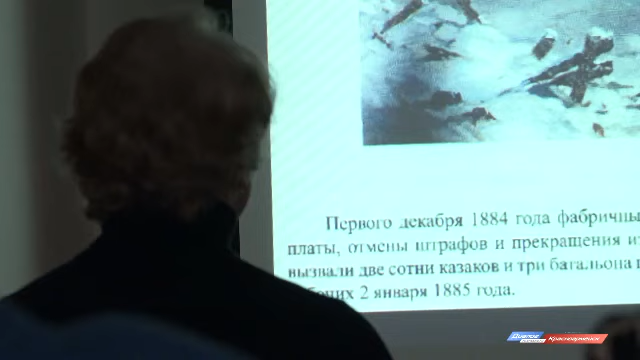 Первого декабря 1884 года фабричны
платы, отмены штрафов и прекращения и
вызвали две сотни казаков и три батальона
2 января 1885 года.
Красноармейск